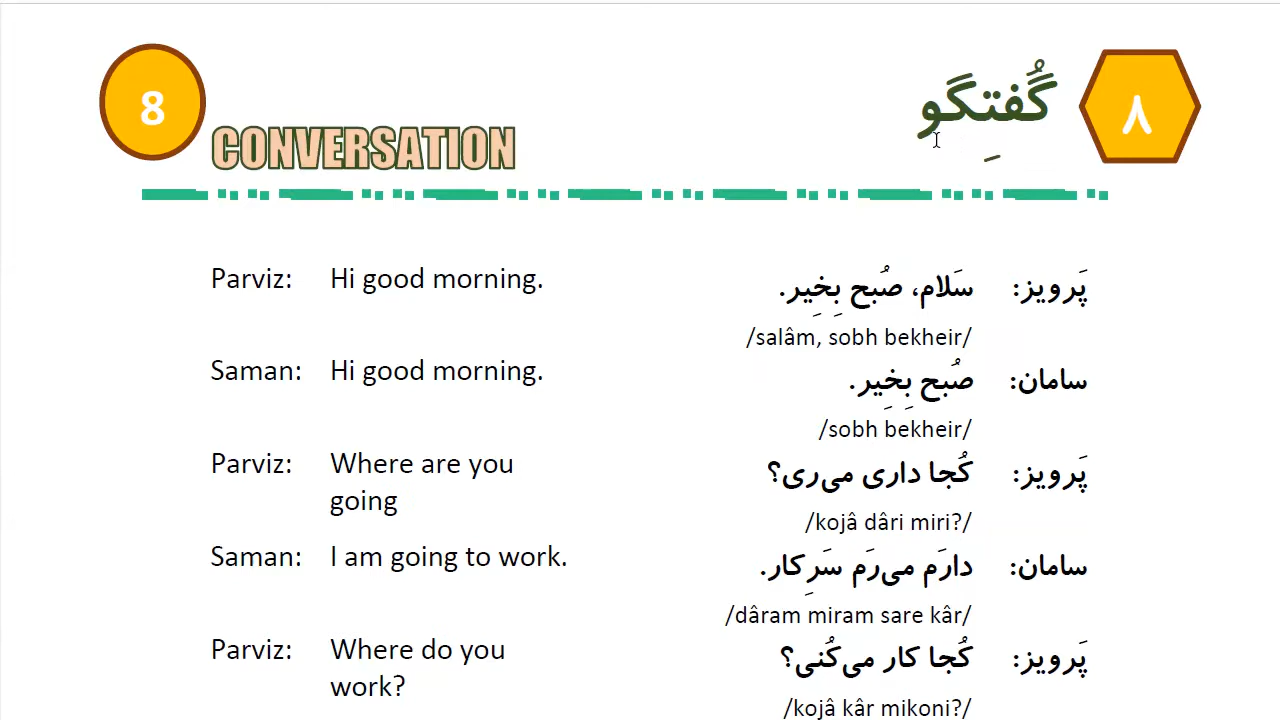 8
CONVERSATION
گُفتِگو
۸
Parviz: Hi good morning.
پَرویز: سَلام، صُبح بِخِیر.
/salâm, sobh bekheir/
Saman: Hi good morning.
سامان: صُبح بِخِیر.
/sobh bekheir/
Parviz: Where are you
going
پَرویز: کُجا داری می‌ری؟
/kojâ dâri miri?/
Saman: I am going to work.
سامان: دارَم می‌رَم سَرِ کار.
/dâram miram sare kâr/
Parviz: Where do you
work?
پَرویز: کُجا کار می‌کُنی؟
/kojâ kâr mikoni?/